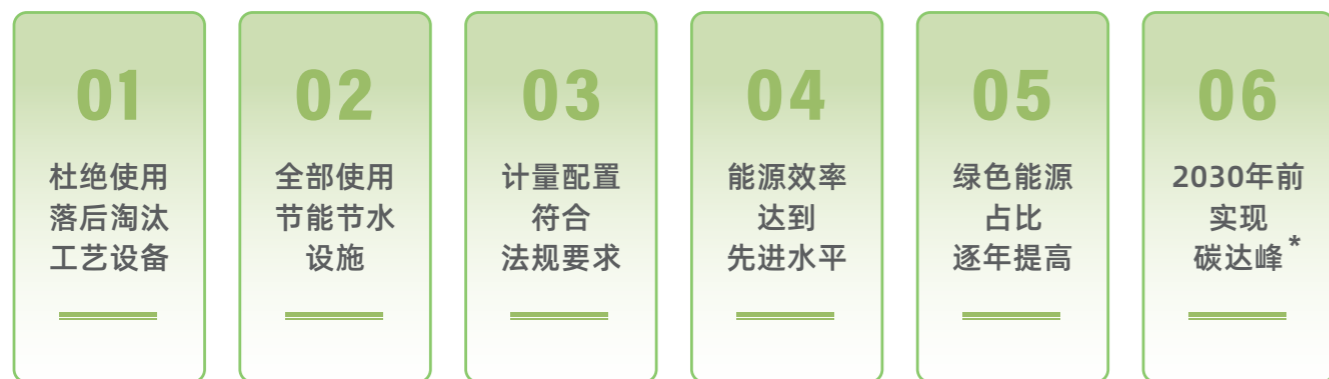 01
杜绝使用
落后淘汰
工艺设备
02
全部使用
节能节水
设施
03
计量配置
符合
法规要求
04
能源效率
达到
先进水平
05
绿色能源
占比
逐年提高
06
2030年前
实现
碳达峰*